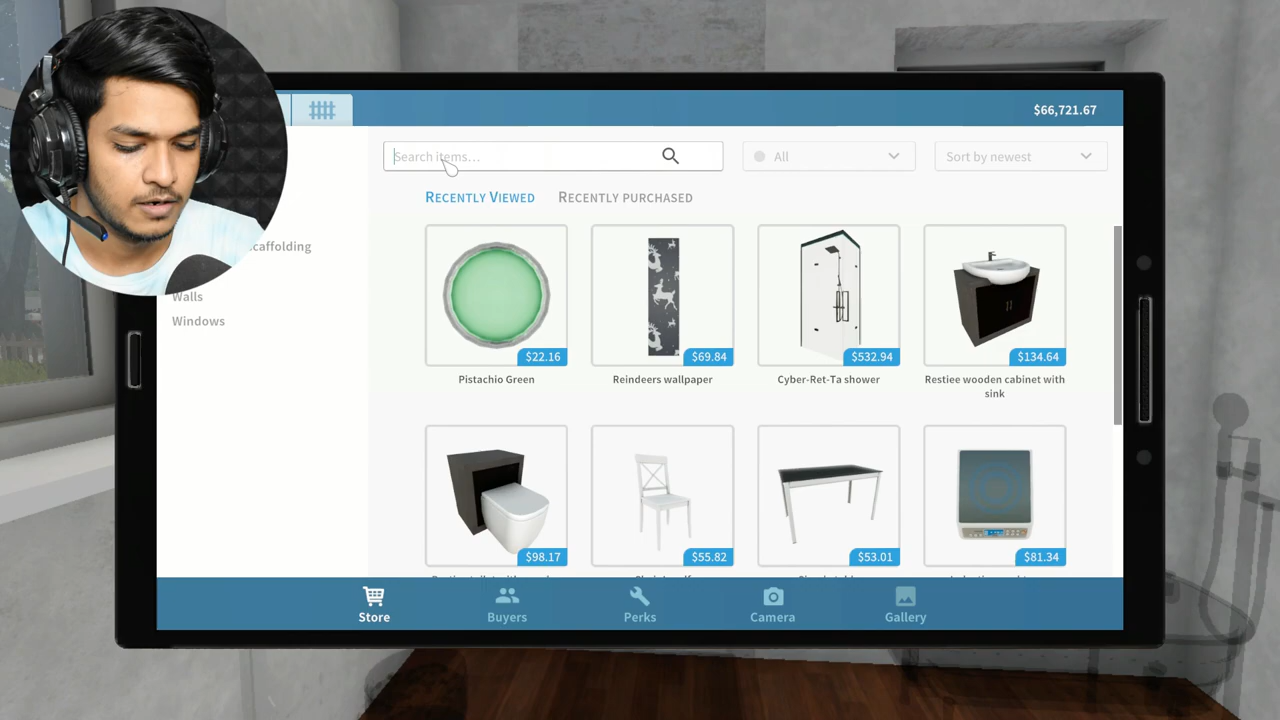 $66,721.67
Search items...
All
Sort by newest
RECENTLY VIEWED
RECENTLY PURCHASED
caffolding
Walls
Windows
$22.16
$69.84
$532.94
$134.64
Pistachio Green
Reindeers wallpaper
Cyber-Ret-Ta shower
Restiee wooden cabinet with
sink
$98.17
$55.82
$53.01
$81.34
Store
Buyers
Perks
Camera
Gallery